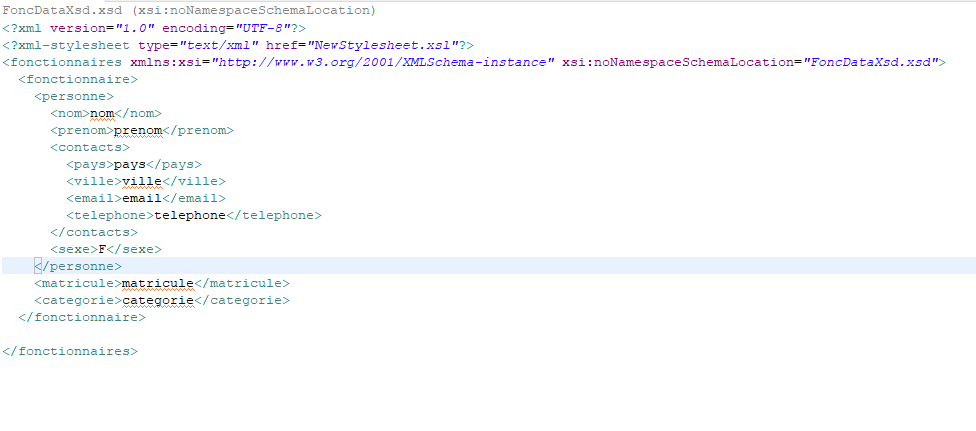 FoncDataXsd.xsd (xsi:noNamespaceSchemaLocation)
<?xml version="1.0" encoding="UTF-8"?>
<?xml-stylesheet type="text/xml" href="NewStylesheet.xsl"?>
<fonctionnaires xmlns:xsi="http://www.w3.org/2001/XMLSchema-instance" xsi:noNamespaceSchemaLocation="FoncDataXsd.xsd">
<fonctionnaire>
<personne>
<nom>nom</nom>
<prenom>prenom</prenom>
<contacts>
<pays>pays</pays>
<ville>ville</ville>
<email>email</email>
<telephone>telephone</telephone>
</contacts>
<sexe>F</sexe>
</personne>
<matricule>matricule</matricule>
<categorie>categorie</categorie>
</fonctionnaire>
</fonctionnaires>